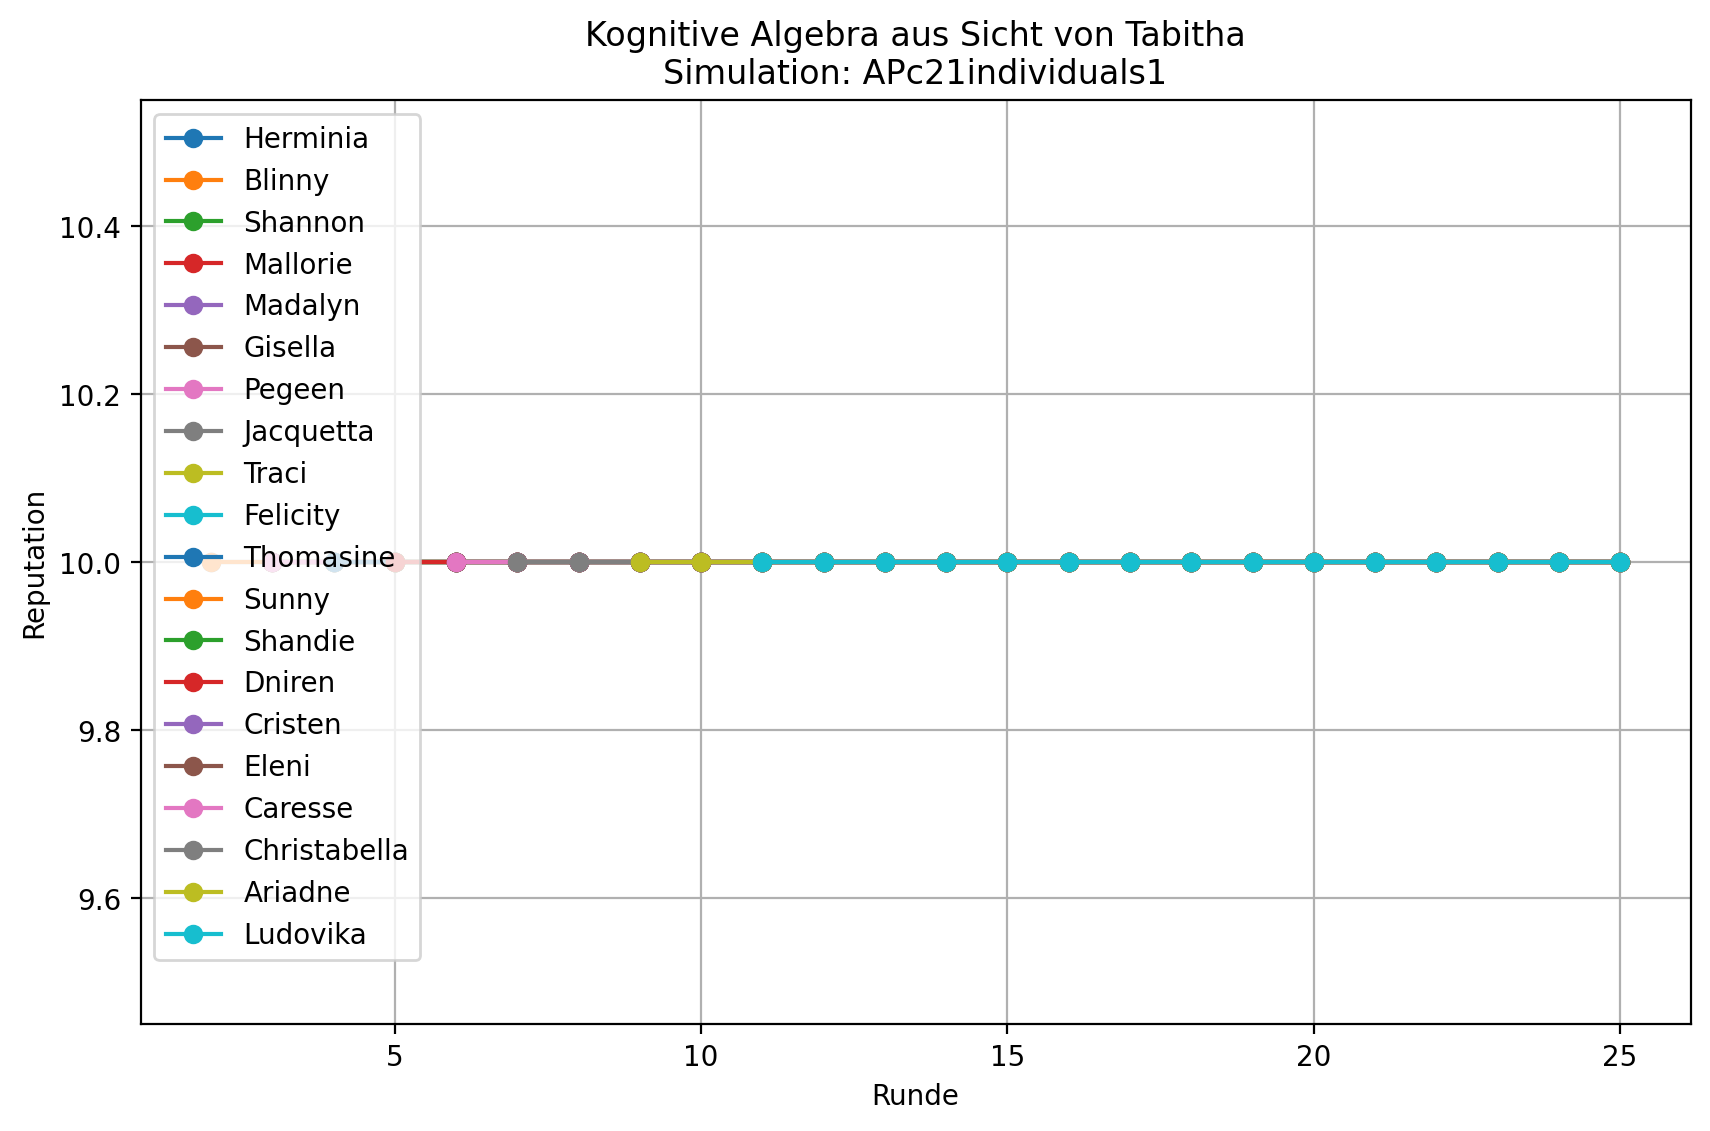 Kognitive Algebra aus Sicht von Tabitha
Simulation: APc21individuals1
Herminia
Blinny
Shannon
Mallorie
Madalyn
Gisella
Pegeen
Jacquetta
Traci
Felicity
Thomasine
Sunny
Shandie
Dniren
Cristen
Eleni
Caresse
Christabella
Ariadne
Ludovika
Reputation
10.4
10.2
10.0
9.8
9.6
5
10
15
20
25
Runde